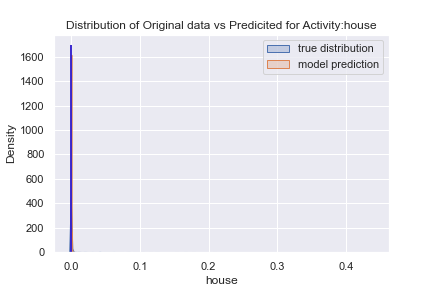 Distribution of Original data vs Predicited for Activity:house
true distribution
model prediction
1600
1400
1200
1000
800
600
400
200
0
Density
0.0 0.1 0.2 0.3 0.4
house